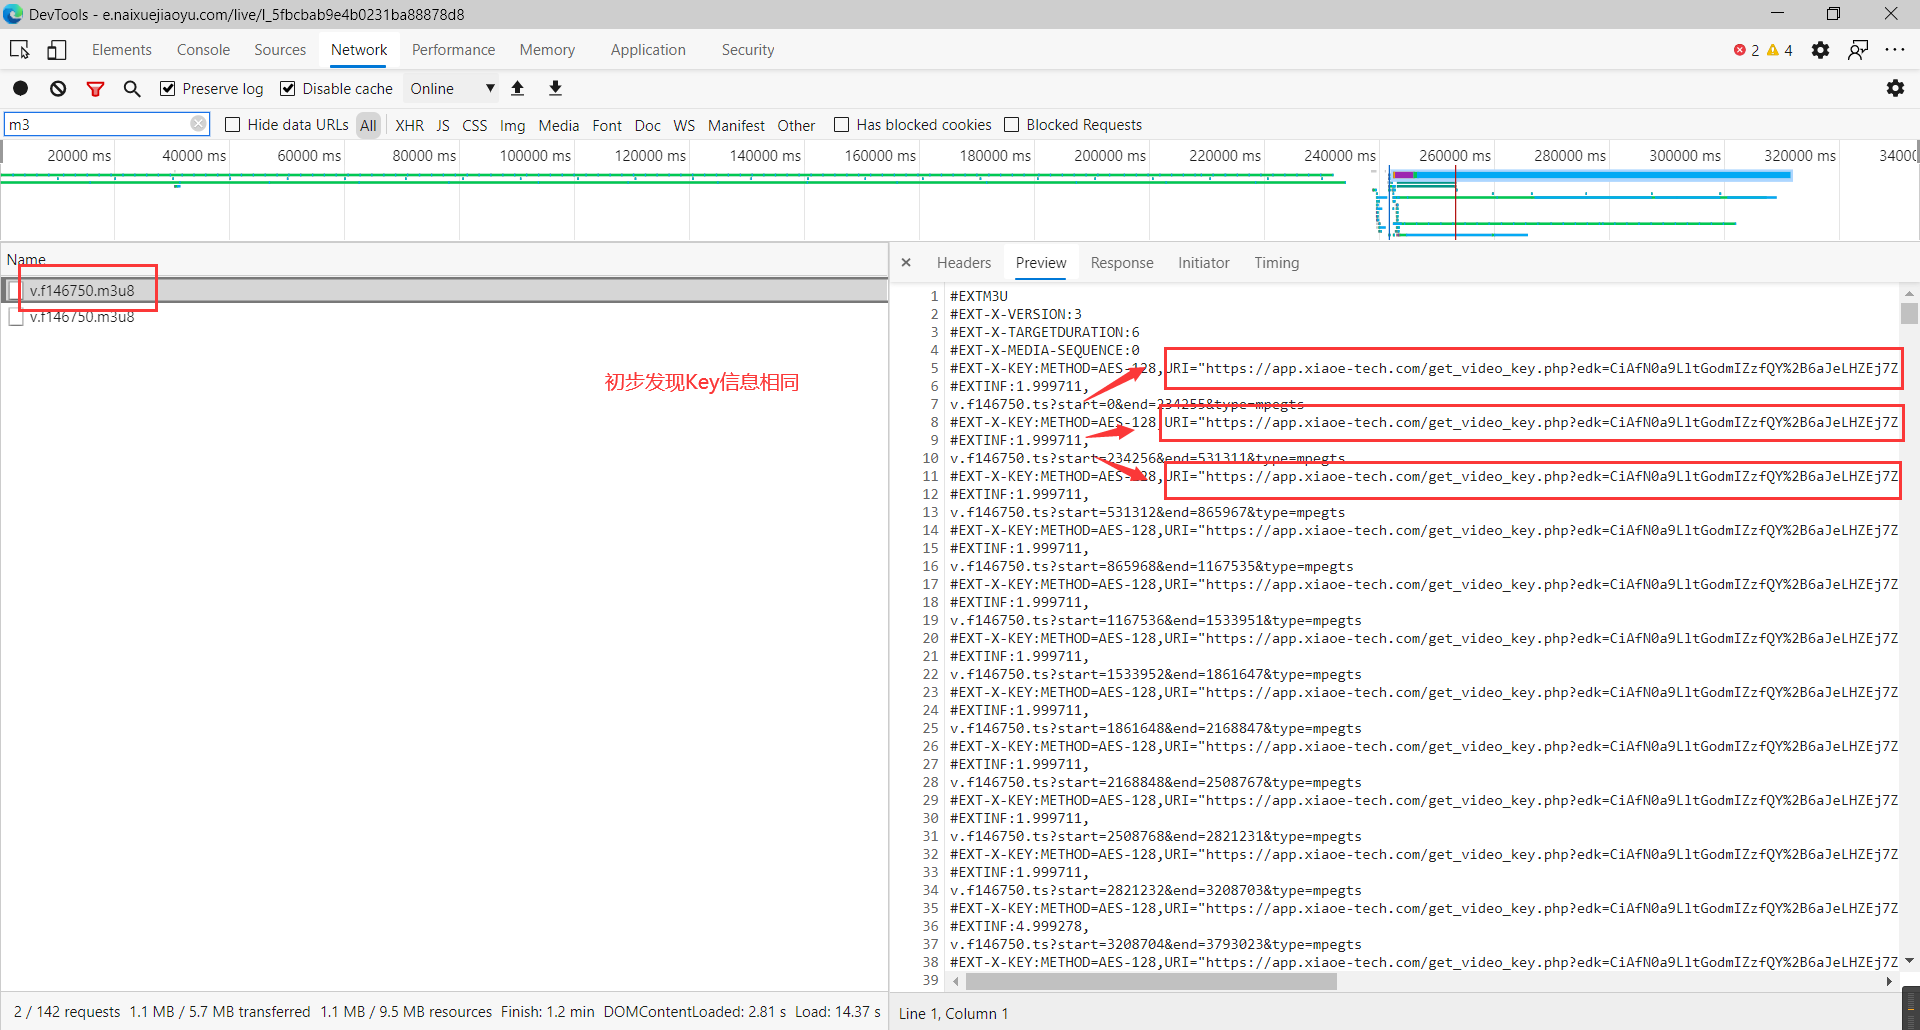 DevTools - e.naixuejiaoyu.com/live/l_5fbcbab9e4b0231ba88878d8
Elements Console Sources Network Performance Memory Application Security 2 4
Preserve log Disable cache Online
m3 Hide data URLs All XHR JS CSS Img Media Font Doc WS Manifest Other Has blocked cookies Blocked Requests
20000 ms 40000 ms 60000 ms 80000 ms 100000 ms 120000 ms 140000 ms 160000 ms 180000 ms 200000 ms 220000 ms 240000 ms 260000 ms 280000 ms 300000 ms 320000 ms 34000
Name
v.f146750.m3u8
v.f146750.m3u8
初步发现Key信息相同
Headers Preview Response Initiator Timing
1 #EXTM3U
2 #EXT-X-VERSION:3
3 #EXT-X-TARGETDURATION:6
4 #EXT-X-MEDIA-SEQUENCE:0
5 #EXT-X-KEY:METHOD=AES-128,URI="https://app.xiaoe-tech.com/get_video_key.php?edk=CiAfN0a9LltGodmIZzfQY%2B6aJeLHZEj7Z
6 #EXTINF:1.999711,
7 v.f146750.ts?start=0&end=234255&type=mpegts
8 #EXT-X-KEY:METHOD=AES-128,URI="https://app.xiaoe-tech.com/get_video_key.php?edk=CiAfN0a9LltGodmIZzfQY%2B6aJeLHZEj7Z
9 #EXTINF:1.999711,
10 v.f146750.ts?start=234256&end=531311&type=mpegts
11 #EXT-X-KEY:METHOD=AES-128,URI="https://app.xiaoe-tech.com/get_video_key.php?edk=CiAfN0a9LltGodmIZzfQY%2B6aJeLHZEj7Z
12 #EXTINF:1.999711,
13 v.f146750.ts?start=531312&end=865967&type=mpegts
14 #EXT-X-KEY:METHOD=AES-128,URI="https://app.xiaoe-tech.com/get_video_key.php?edk=CiAfN0a9LltGodmIZzfQY%2B6aJeLHZEj7Z
15 #EXTINF:1.999711,
16 v.f146750.ts?start=865968&end=1167535&type=mpegts
17 #EXT-X-KEY:METHOD=AES-128,URI="https://app.xiaoe-tech.com/get_video_key.php?edk=CiAfN0a9LltGodmIZzfQY%2B6aJeLHZEj7Z
18 #EXTINF:1.999711,
19 v.f146750.ts?start=1167536&end=1533951&type=mpegts
20 #EXT-X-KEY:METHOD=AES-128,URI="https://app.xiaoe-tech.com/get_video_key.php?edk=CiAfN0a9LltGodmIZzfQY%2B6aJeLHZEj7Z
21 #EXTINF:1.999711,
22 v.f146750.ts?start=1533952&end=1861647&type=mpegts
23 #EXT-X-KEY:METHOD=AES-128,URI="https://app.xiaoe-tech.com/get_video_key.php?edk=CiAfN0a9LltGodmIZzfQY%2B6aJeLHZEj7Z
24 #EXTINF:1.999711,
25 v.f146750.ts?start=1861648&end=2168847&type=mpegts
26 #EXT-X-KEY:METHOD=AES-128,URI="https://app.xiaoe-tech.com/get_video_key.php?edk=CiAfN0a9LltGodmIZzfQY%2B6aJeLHZEj7Z
27 #EXTINF:1.999711,
28 v.f146750.ts?start=2168848&end=2508767&type=mpegts
29 #EXT-X-KEY:METHOD=AES-128,URI="https://app.xiaoe-tech.com/get_video_key.php?edk=CiAfN0a9LltGodmIZzfQY%2B6aJeLHZEj7Z
30 #EXTINF:1.999711,
31 v.f146750.ts?start=2508768&end=2821231&type=mpegts
32 #EXT-X-KEY:METHOD=AES-128,URI="https://app.xiaoe-tech.com/get_video_key.php?edk=CiAfN0a9LltGodmIZzfQY%2B6aJeLHZEj7Z
33 #EXTINF:1.999711,
34 v.f146750.ts?start=2821232&end=3208703&type=mpegts
35 #EXT-X-KEY:METHOD=AES-128,URI="https://app.xiaoe-tech.com/get_video_key.php?edk=CiAfN0a9LltGodmIZzfQY%2B6aJeLHZEj7Z
36 #EXTINF:4.999278,
37 v.f146750.ts?start=3208704&end=3793023&type=mpegts
38 #EXT-X-KEY:METHOD=AES-128,URI="https://app.xiaoe-tech.com/get_video_key.php?edk=CiAfN0a9LltGodmIZzfQY%2B6aJeLHZEj7Z
39
2 / 142 requests 1.1 MB / 5.7 MB transferred 1.1 MB / 9.5 MB resources Finish: 1.2 min DOMContentLoaded: 2.81 s Load: 14.37 s
Line 1, Column 1